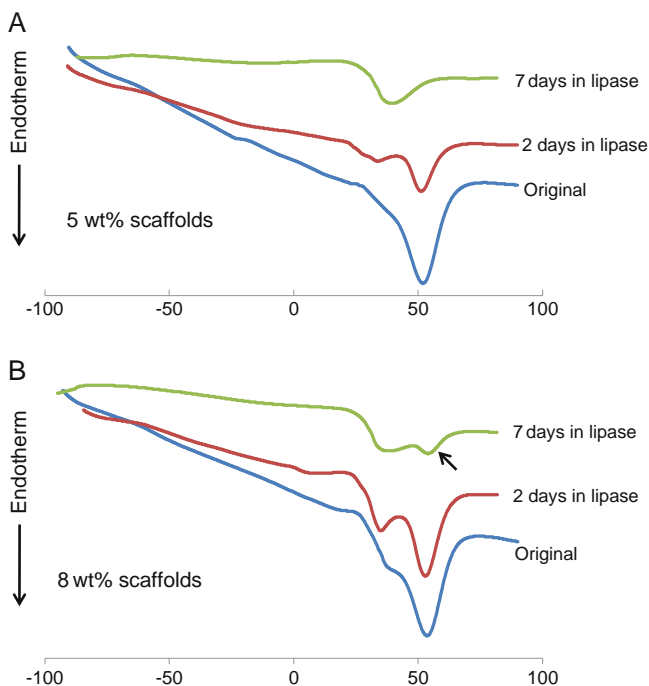 A
Endotherm
7 days in lipase
2 days in lipase
Original
5 wt% scaffolds
-100 -50 0 50 100
B
Endotherm
7 days in lipase
2 days in lipase
Original
8 wt% scaffolds
-100 -50 0 50 100